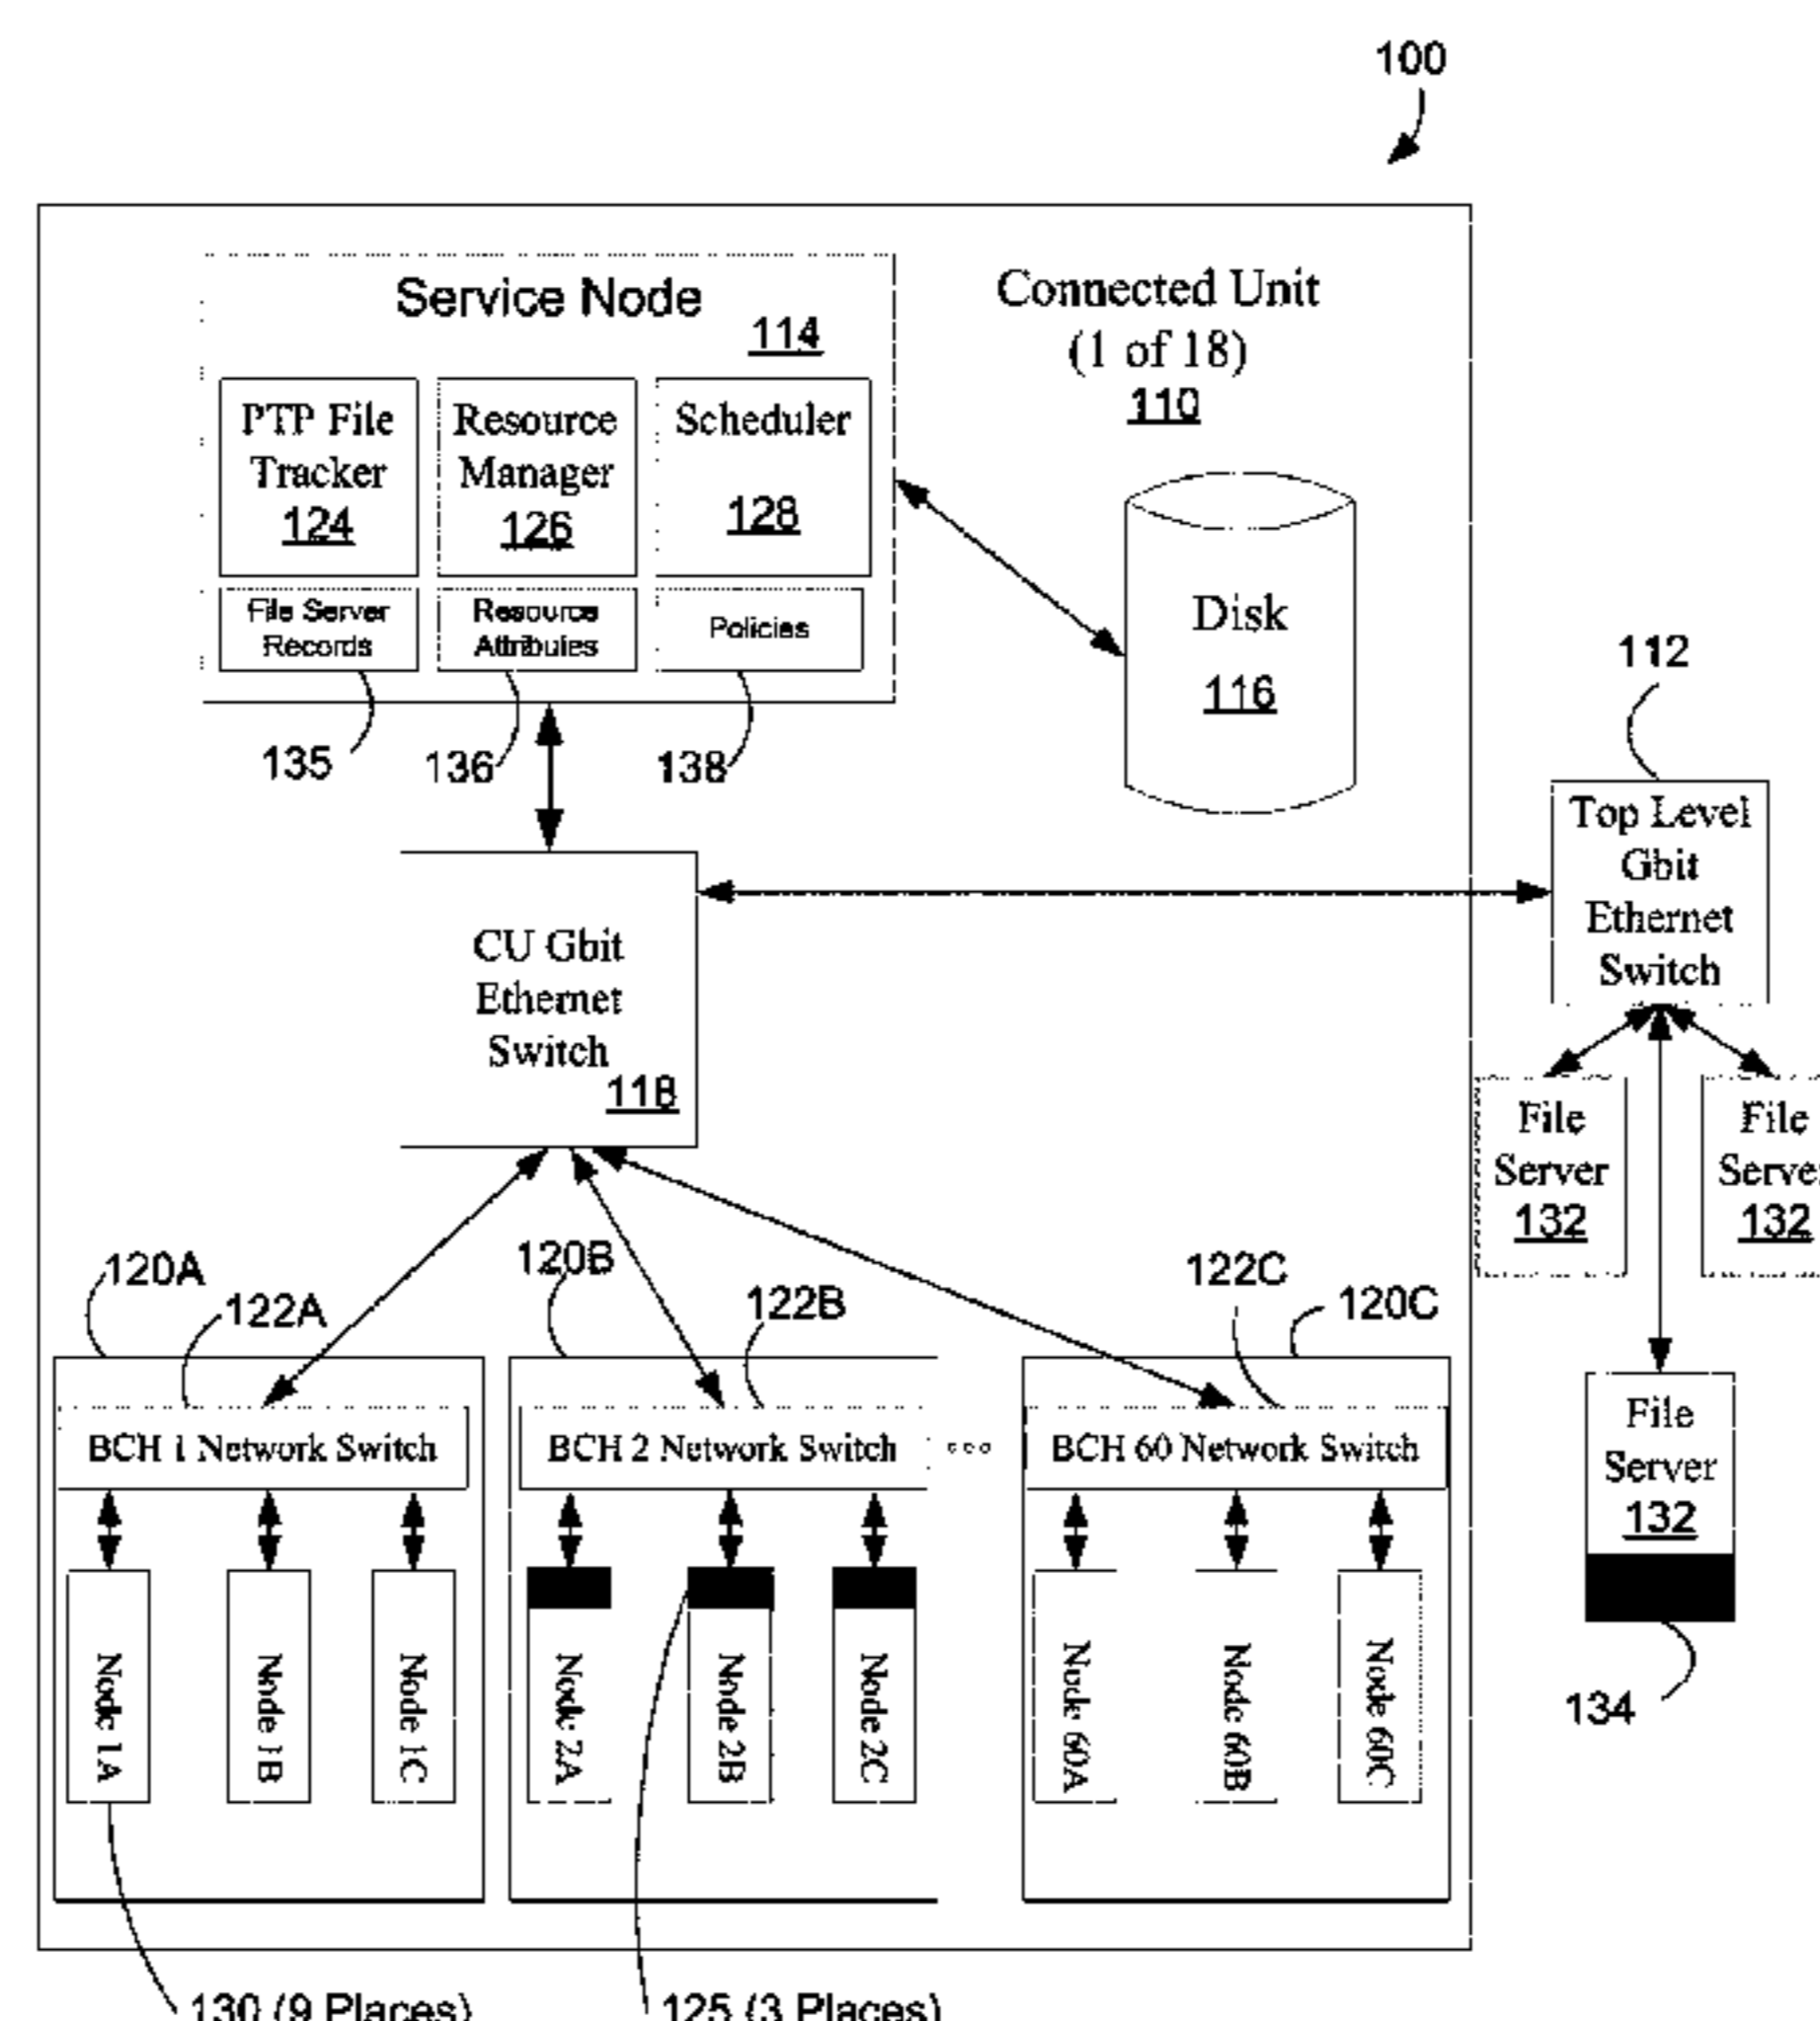 100
Service Node
114
Connected Unit
(1 of 18)
110
PTP File
Tracker
124
Resource
Manager
126
Scheduler
128
File Server
Records
Resource
Attributes
Policies
135
136
138
Disk
116
112
Top Level
Gbit
Ethernet
Switch
CU Gbit
Ethernet
Switch
118
File
Server
132
File
Server
132
120A
122A
120B
122B
122C
120C
BCH 1 Network Switch
BCH 2 Network Switch
BCH 60 Network Switch
File
Server
132
134
Node 1A
Node 1B
Node 1C
Node 2A
Node 2B
Node 2C
Node 60A
Node 60B
Node 60C
130 (9 Places)
125 (3 Places)